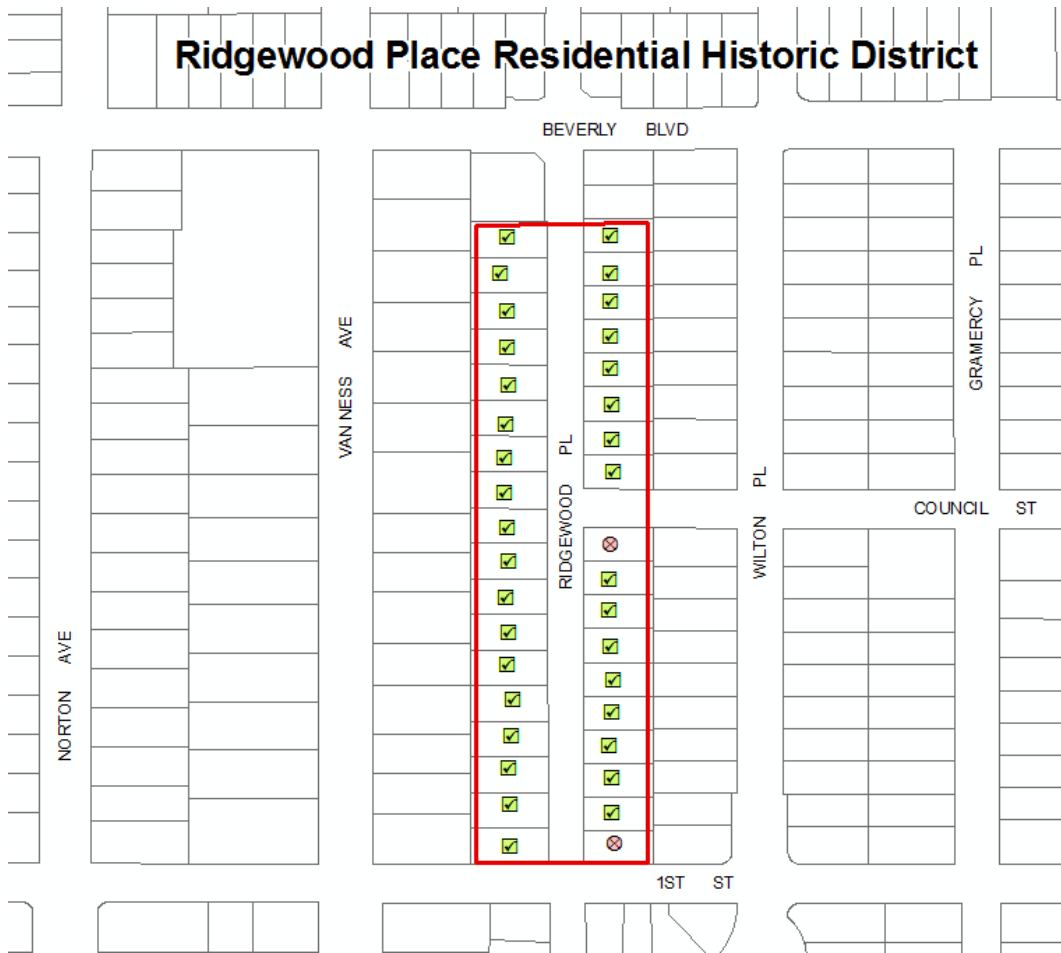 Ridgewood Place Residential Historic District
BEVERLY BLVD
GRAMERCY PL
VAN NESS AVE
RIDGEWOOD PL
WILTON PL
COUNCIL ST
NORTON AVE
1ST ST